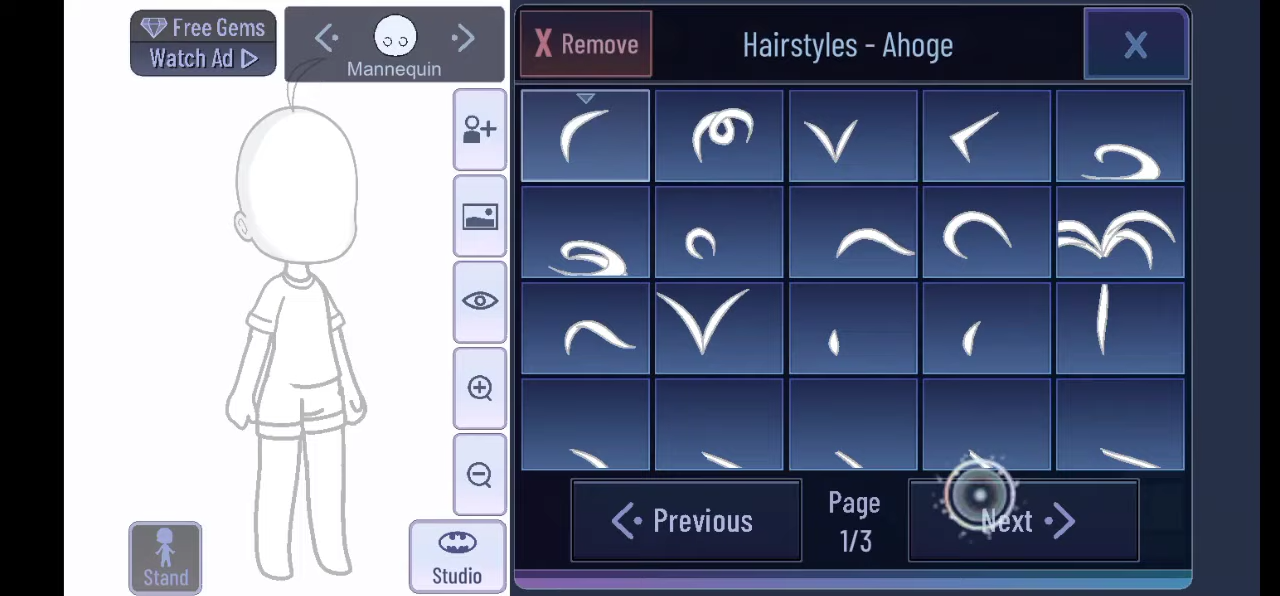 Free Gems
Watch Ad
Mannequin
X Remove
Hairstyles - Ahoge
X
Previous
Page
1/3
Next
Stand
Studio